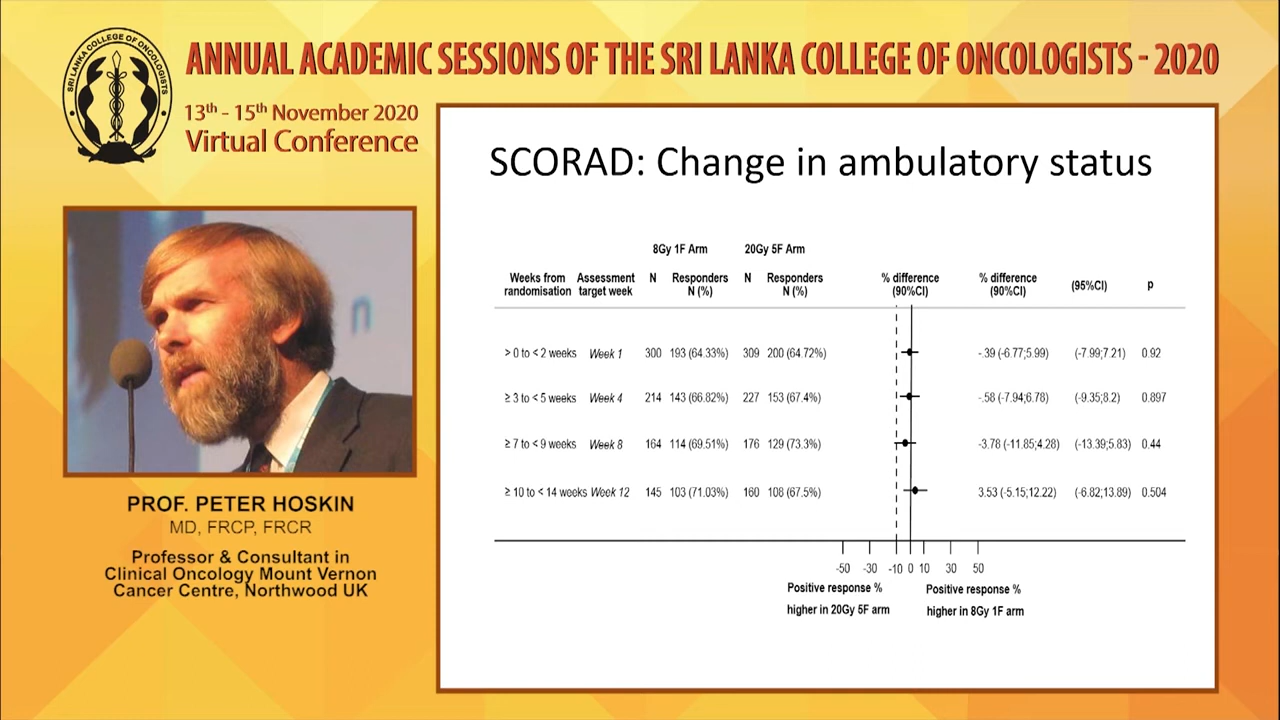 SRI LANKA COLLEGE OF ONCOLOGISTS
ANNUAL ACADEMIC SESSIONS OF THE SRI LANKA COLLEGE OF ONCOLOGISTS - 2020
13th - 15th November 2020
Virtual Conference
PROF. PETER HOSKIN
MD, FRCP, FRCR
Professor & Consultant in
Clinical Oncology Mount Vernon
Cancer Centre, Northwood UK
SCORAD: Change in ambulatory status
8Gy 1F Arm 20Gy 5F Arm
Weeks from Assessment N Responders N Responders % difference % difference (95%CI) p
randomisation target week N (%) N (%) (90%CI) (90%CI)
> 0 to < 2 weeks Week 1 300 193 (64.33%) 309 200 (64.72%) -.39 (-6.77;5.99) (-7.99;7.21) 0.92
≥ 3 to < 5 weeks Week 4 214 143 (66.82%) 227 153 (67.4%) -.58 (-7.94;6.78) (-9.35;8.2) 0.897
≥ 7 to < 9 weeks Week 8 164 114 (69.51%) 176 129 (73.3%) -3.78 (-11.85;4.28) (-13.39;5.83) 0.44
≥ 10 to < 14 weeks Week 12 145 103 (71.03%) 160 108 (67.5%) 3.53 (-5.15;12.22) (-6.82;13.89) 0.504
-50 -30 -10 0 10 30 50
Positive response % Positive response %
higher in 20Gy 5F arm higher in 8Gy 1F arm
n